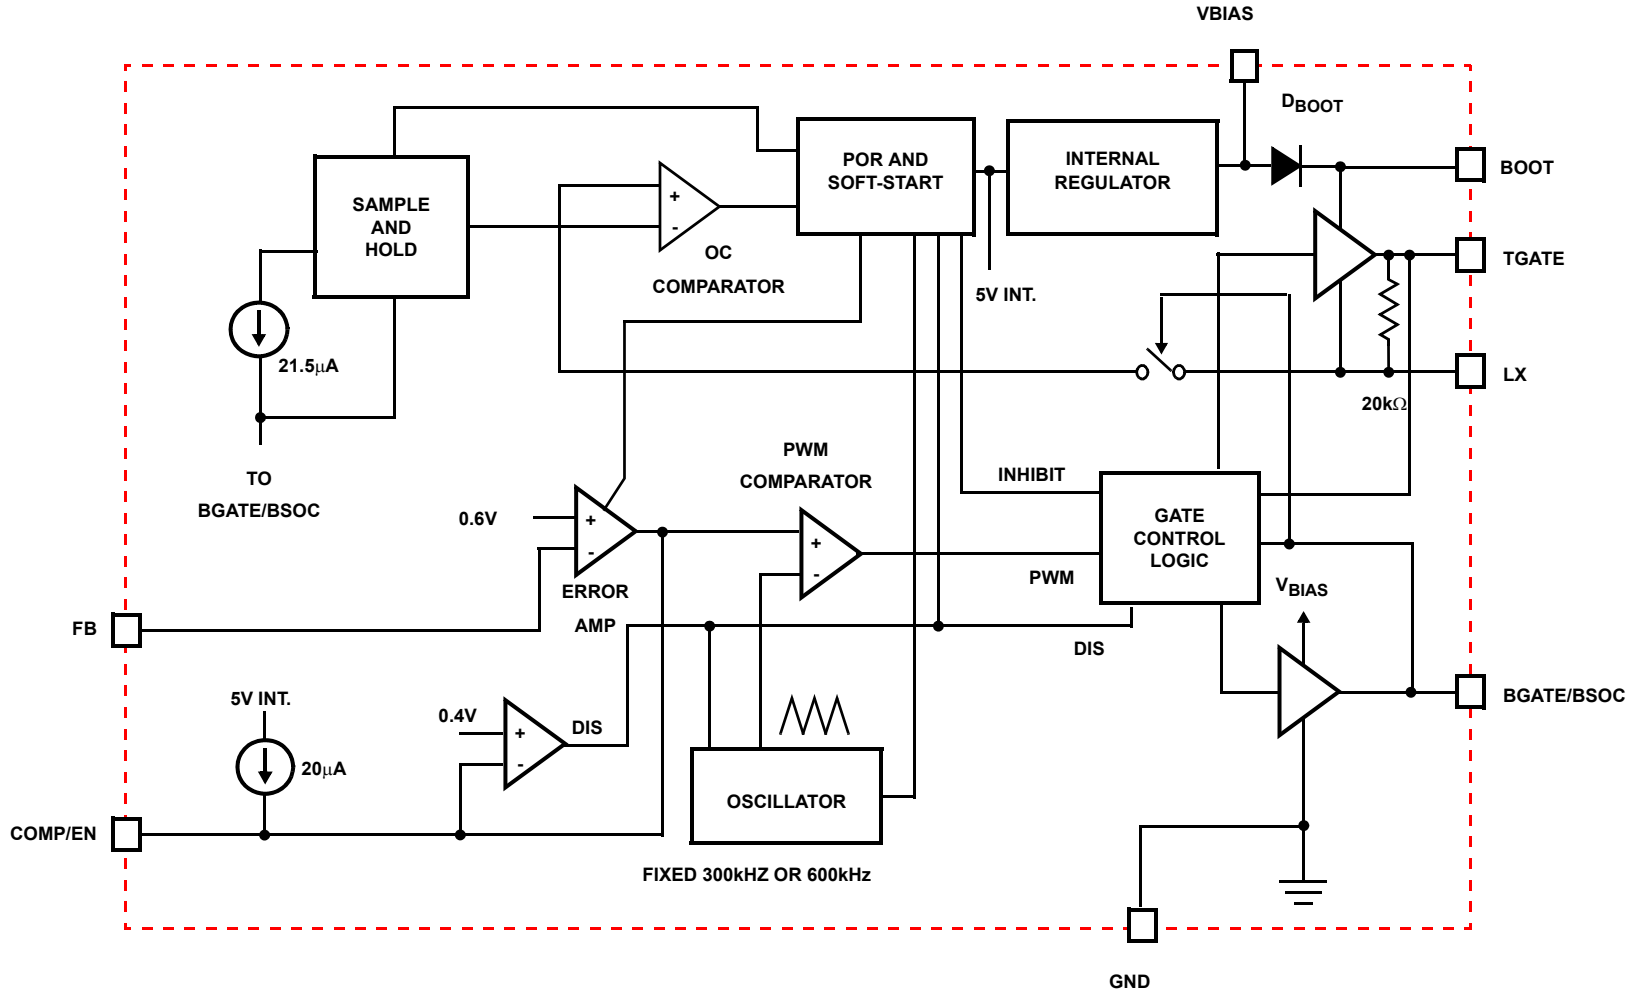 VBIAS
D_BOOT
BOOT
POR AND
SOFT-START
INTERNAL
REGULATOR
SAMPLE
AND
HOLD
+
-
OC
COMPARATOR
5V INT.
TGATE
21.5μA
LX
20kΩ
TO
BGATE/BSOC
PWM
COMPARATOR
INHIBIT
0.6V
+
-
ERROR
AMP
+
-
PWM
GATE
CONTROL
LOGIC
V_BIAS
FB
DIS
5V INT.
0.4V
+
-
DIS
BGATE/BSOC
20μA
OSCILLATOR
COMP/EN
FIXED 300kHZ OR 600kHz
GND